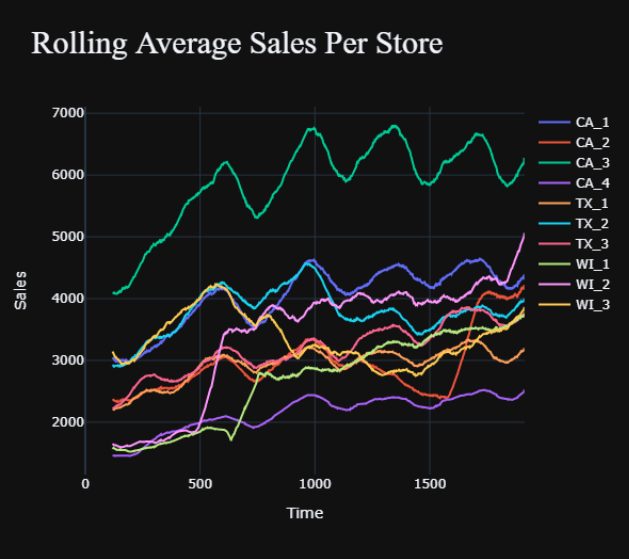 Rolling Average Sales Per Store
7000
6000
5000
4000
3000
2000
Sales
0
500
1000
1500
Time
CA_1
CA_2
CA_3
CA_4
TX_1
TX_2
TX_3
WI_1
WI_2
WI_3